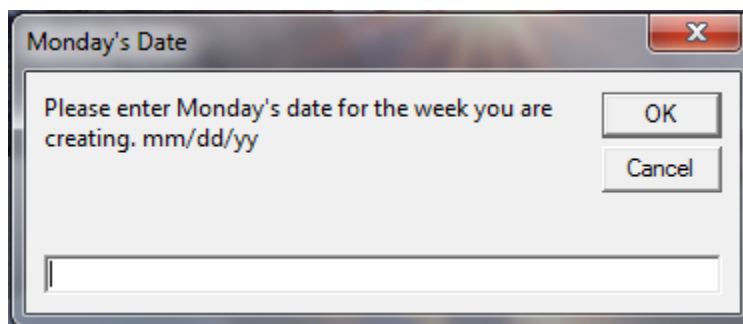 Monday's Date
Please enter Monday's date for the week you are
creating. mm/dd/yy
OK
Cancel